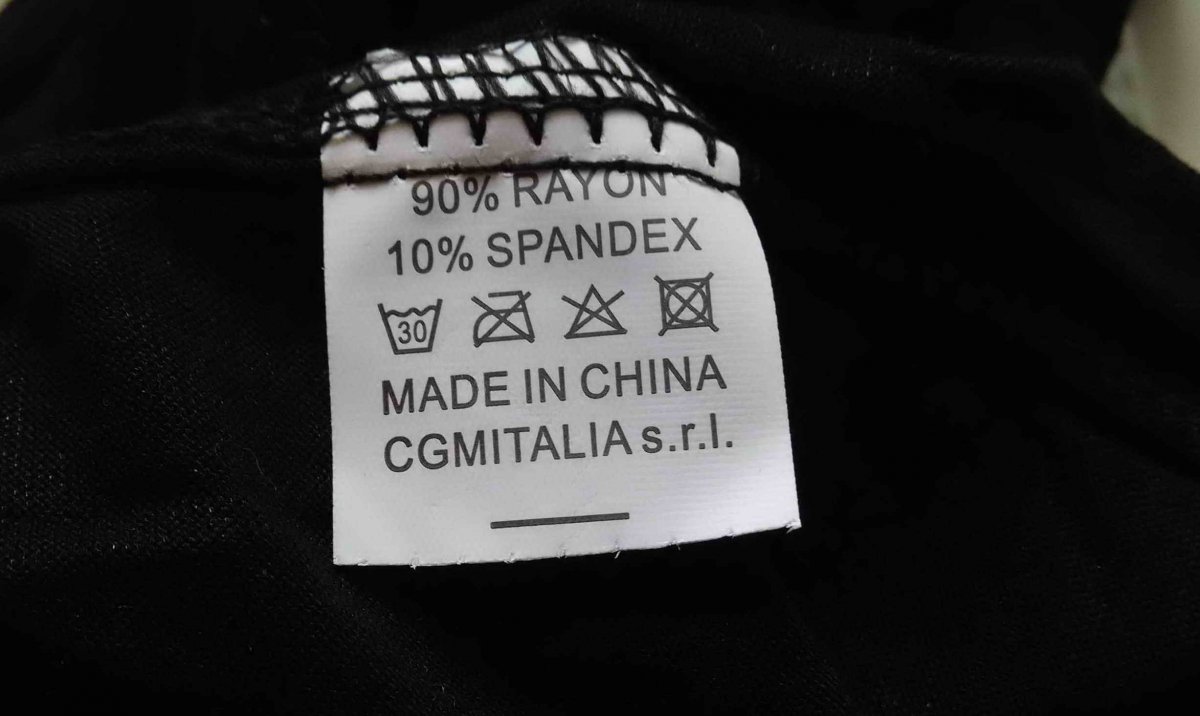 90% RAYON
10% SPANDEX
30
MADE IN CHINA
CGMITALIA s.r.l.